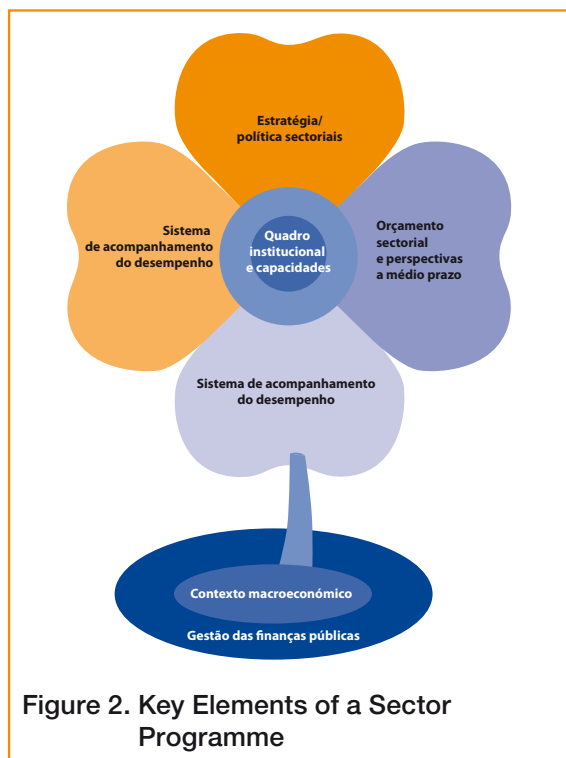 Estratégia/
política sectoriais
Sistema
de acompanhamento
do desempenho
Quadro
institucional
e capacidades
Orçamento
sectorial
e perspectivas
a médio prazo
Sistema de acompanhamento
do desempenho
Contexto macroeconómico
Gestão das finanças públicas
Figure 2. Key Elements of a Sector
Programme